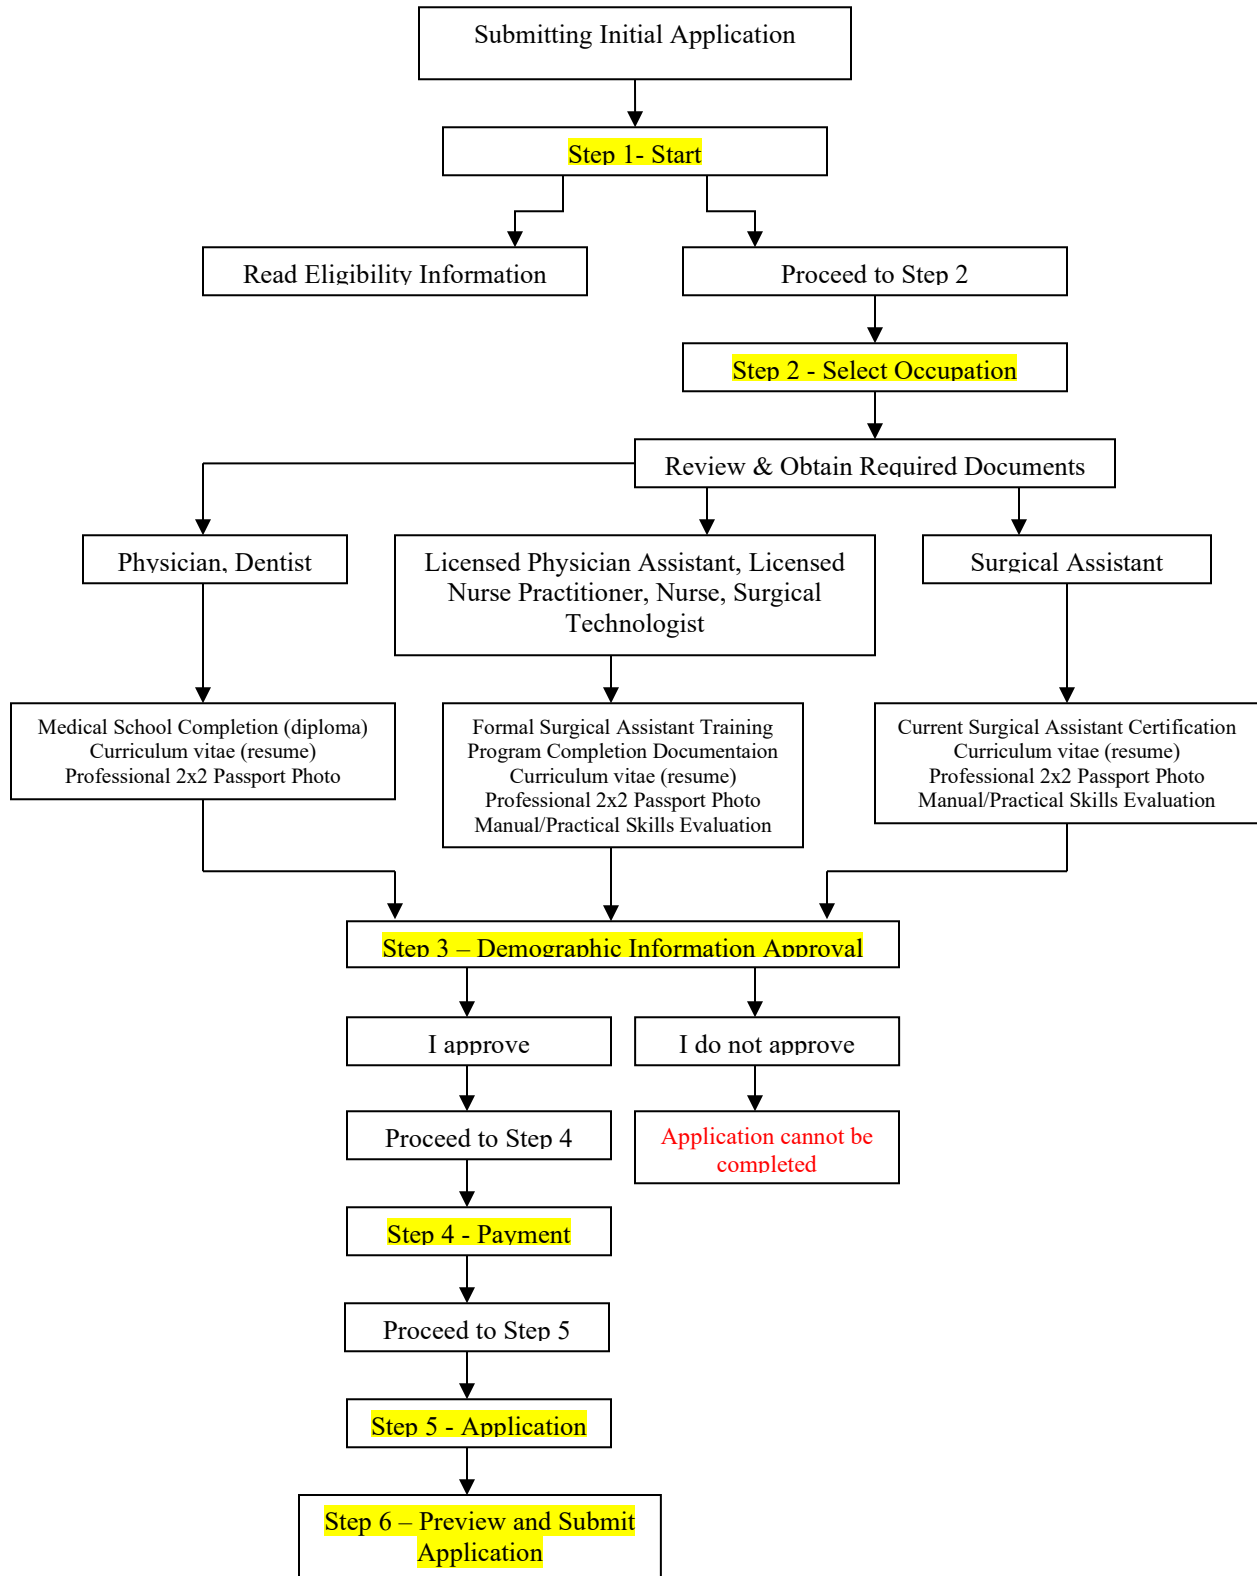 Submitting Initial Application
Step 1- Start
Read Eligibility Information
Proceed to Step 2
Step 2 - Select Occupation
Review & Obtain Required Documents
Physician, Dentist
Licensed Physician Assistant, Licensed
Nurse Practitioner, Nurse, Surgical
Technologist
Surgical Assistant
Medical School Completion (diploma)
Curriculum vitae (resume)
Professional 2x2 Passport Photo
Formal Surgical Assistant Training
Program Completion Documentaion
Curriculum vitae (resume)
Professional 2x2 Passport Photo
Manual/Practical Skills Evaluation
Current Surgical Assistant Certification
Curriculum vitae (resume)
Professional 2x2 Passport Photo
Manual/Practical Skills Evaluation
Step 3 – Demographic Information Approval
I approve
I do not approve
Proceed to Step 4
Application cannot be
completed
Step 4 - Payment
Proceed to Step 5
Step 5 - Application
Step 6 – Preview and Submit
Application